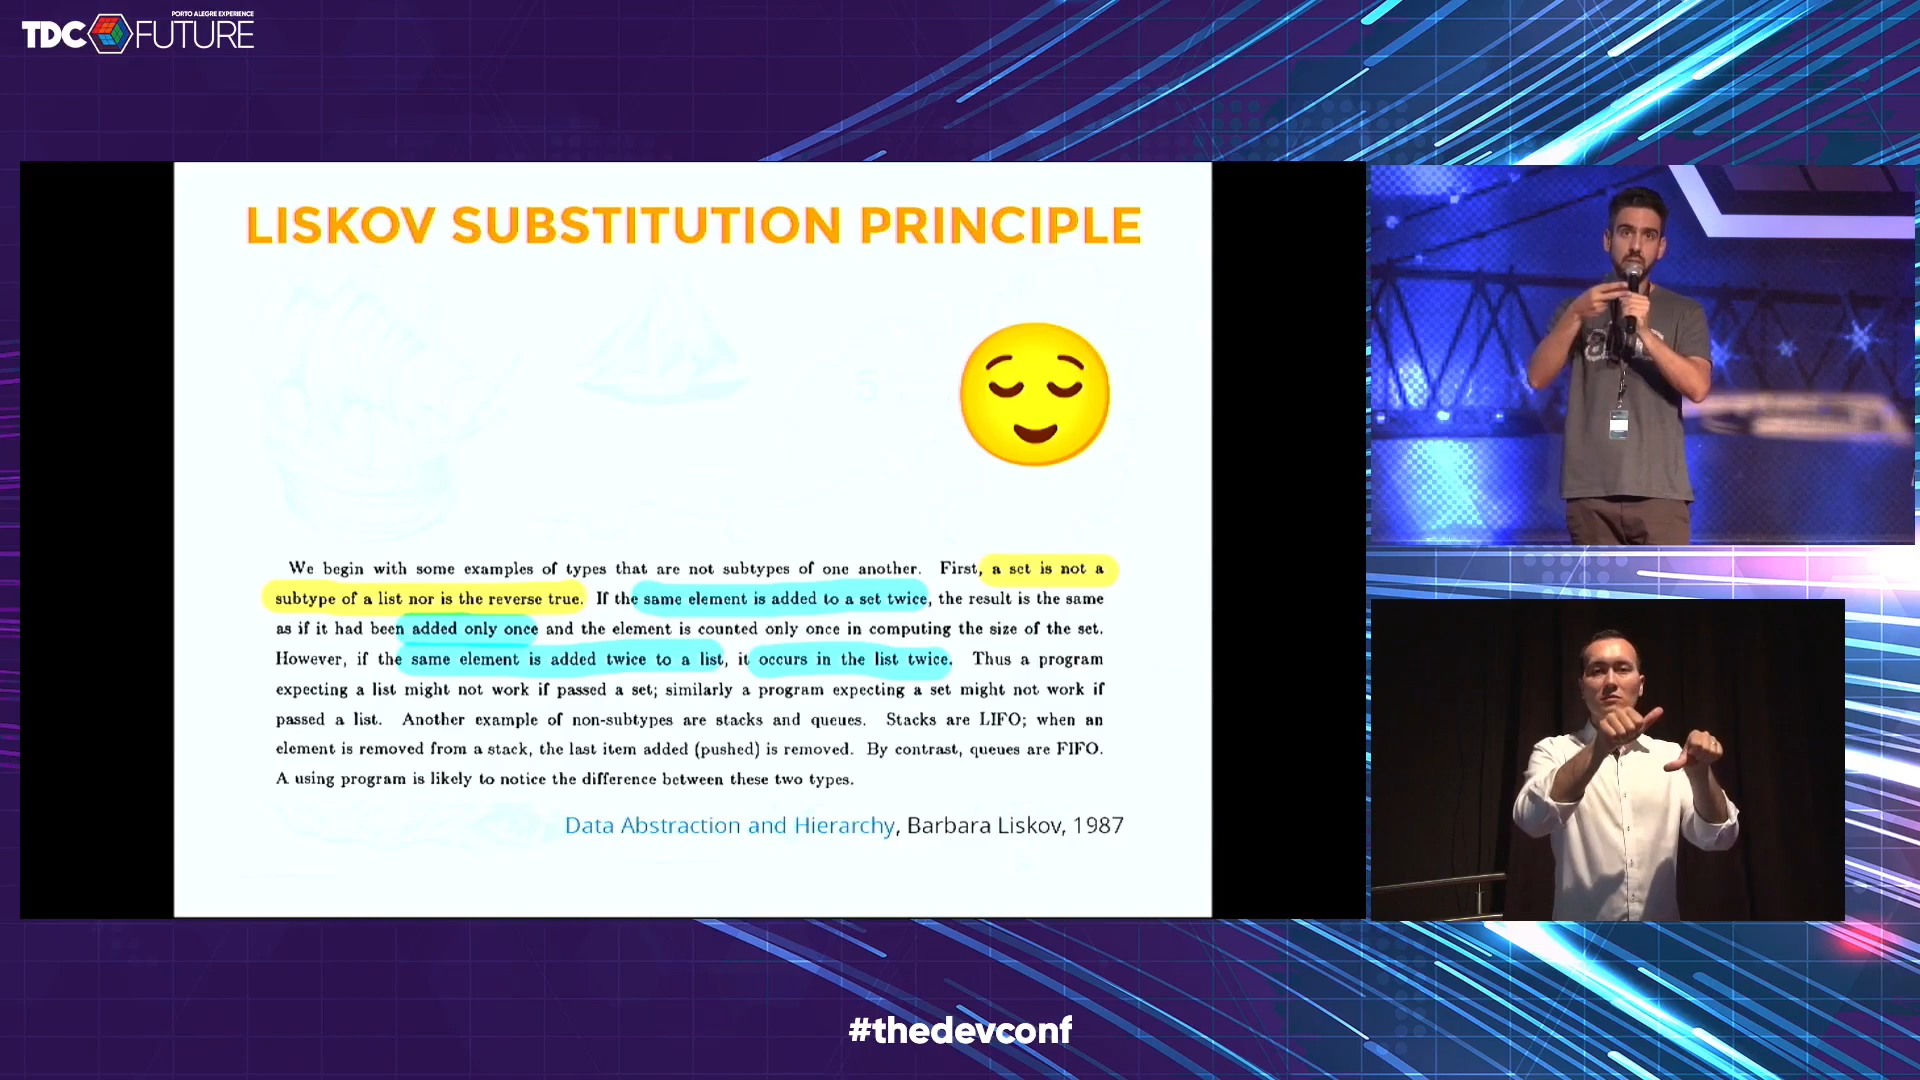 PORTO ALEGRE EXPERIENCE
TDC FUTURE
LISKOV SUBSTITUTION PRINCIPLE
We begin with some examples of types that are not subtypes of one another. First, a set is not a
subtype of a list nor is the reverse true. If the same element is added to a set twice, the result is the same
as if it had been added only once and the element is counted only once in computing the size of the set.
However, if the same element is added twice to a list, it occurs in the list twice. Thus a program
expecting a list might not work if passed a set; similarly a program expecting a set might not work if
passed a list. Another example of non-subtypes are stacks and queues. Stacks are LIFO; when an
element is removed from a stack, the last item added (pushed) is removed. By contrast, queues are FIFO.
A using program is likely to notice the difference between these two types.
Data Abstraction and Hierarchy, Barbara Liskov, 1987
#thedevconf